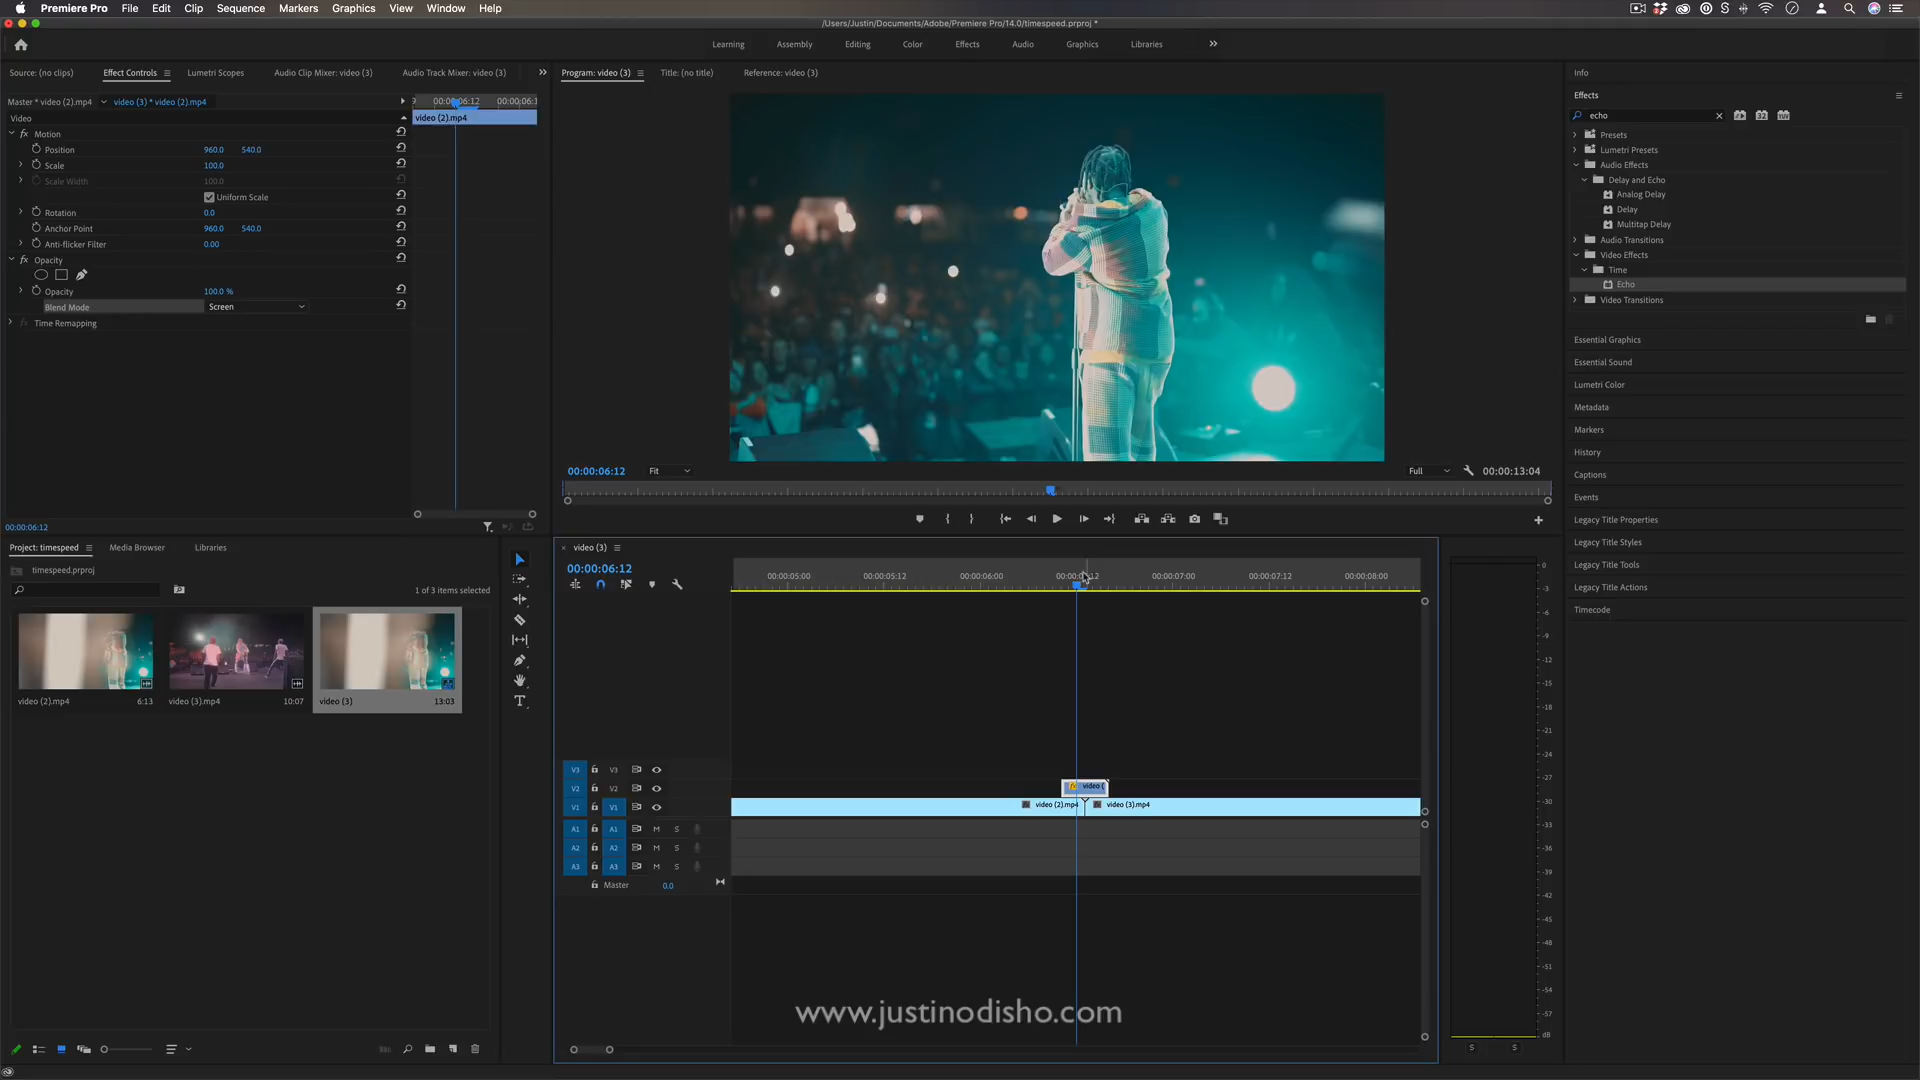 Premiere Pro File Edit Clip Sequence Markers Graphics View Window Help
/Users/Justin/Documents/Adobe/Premiere Pro/14.0/timespeed.prproj *
Learning Assembly Editing Color Effects Audio Graphics Libraries
Source: (no clips) Effect Controls Lumetri Scopes Audio Clip Mixer: video (3) Audio Track Mixer: video (3)
Program: video (3) Title: (no title) Reference: video (3)
Master * video (2).mp4 video (3) * video (2).mp4
Video
Motion
Position 960.0 540.0
Scale 100.0
Scale Width 100.0
Uniform Scale
Rotation 0.0
Anchor Point 960.0 540.0
Anti-flicker Filter 0.00
Opacity
Opacity 100.0 %
Blend Mode Screen
Time Remapping
00:00:06:12
video (2).mp4
00:00:06:12 Fit Full 00:00:13:04
Info
Effects
echo
Presets
Lumetri Presets
Audio Effects
Delay and Echo
Analog Delay
Delay
Multitap Delay
Audio Transitions
Video Effects
Time
Echo
Video Transitions
Essential Graphics
Essential Sound
Lumetri Color
Metadata
Markers
History
Captions
Events
Legacy Title Properties
Legacy Title Styles
Legacy Title Tools
Legacy Title Actions
Timecode
Project: timespeed Media Browser Libraries
timespeed.prproj
1 of 3 items selected
video (2).mp4 6:13 video (3).mp4 10:07 video (3) 13:03
video (3)
00:00:06:12
00:00:05:00 00:00:05:12 00:00:06:00 00:00:07:00 00:00:07:12 00:00:08:00
V3 V3
V2 V2 video (
V1 V1 video (2).mp4 video (3).mp4
A1 A1 M S
A2 A2 M S
A3 A3 M S
Master 0.0
0
-3
-6
-9
-12
-15
-18
-21
-24
-27
-30
-33
-36
-39
-42
-45
-48
-51
-54
-57
dB
S S
www.justinodisho.com